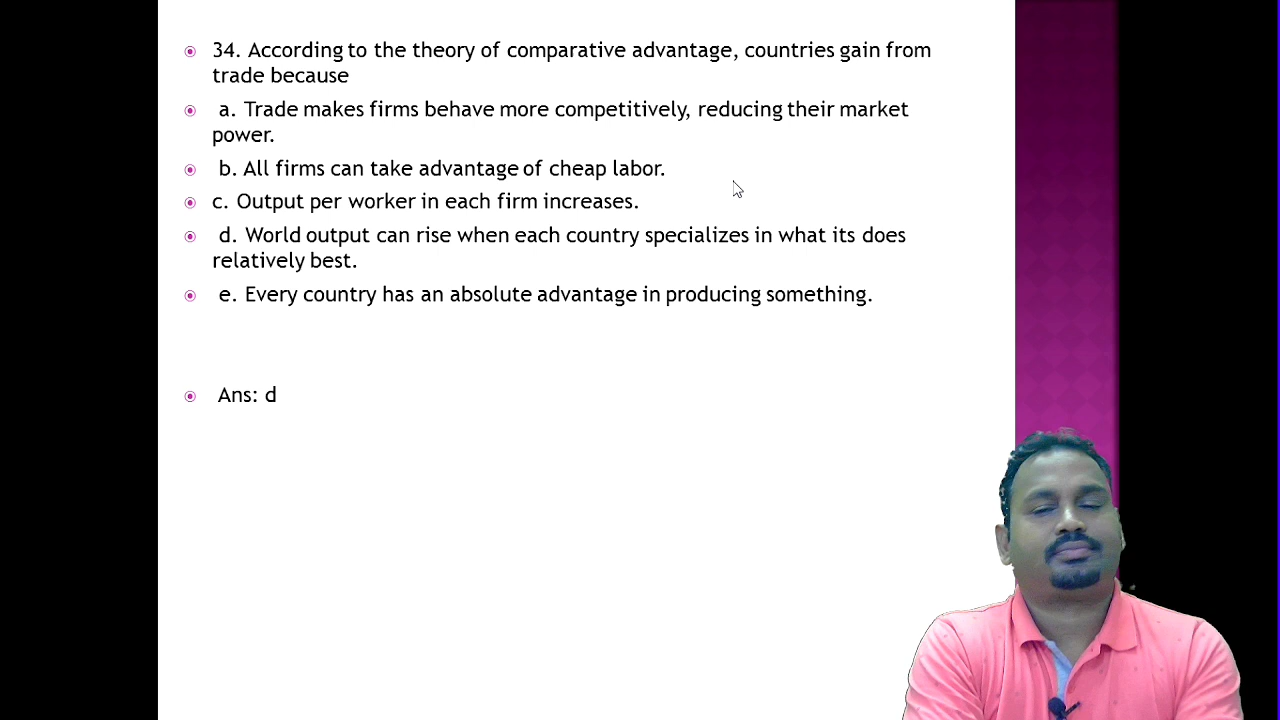 34. According to the theory of comparative advantage, countries gain from
trade because
a. Trade makes firms behave more competitively, reducing their market
power.
b. All firms can take advantage of cheap labor.
c. Output per worker in each firm increases.
d. World output can rise when each country specializes in what its does
relatively best.
e. Every country has an absolute advantage in producing something.
Ans: d